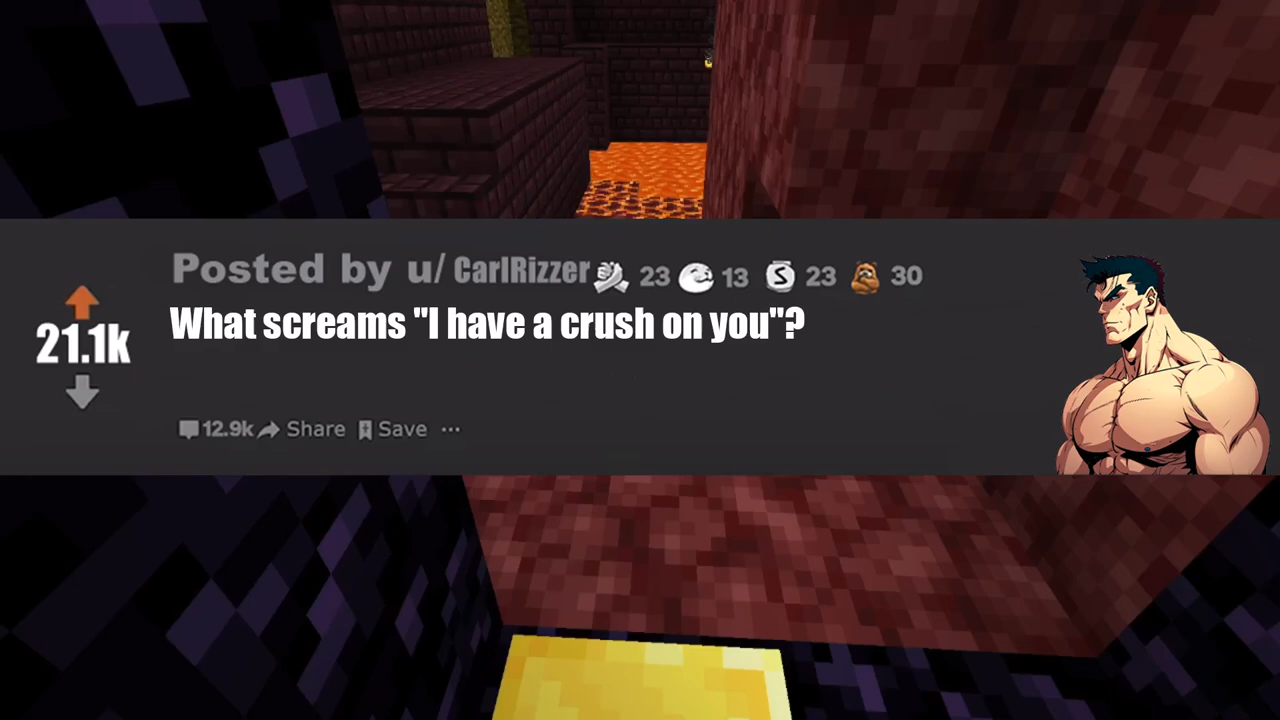 Posted by u/ CarlRizzer 23 13 S 23 30
What screams "I have a crush on you"?
21.1k
12.9k Share Save ...